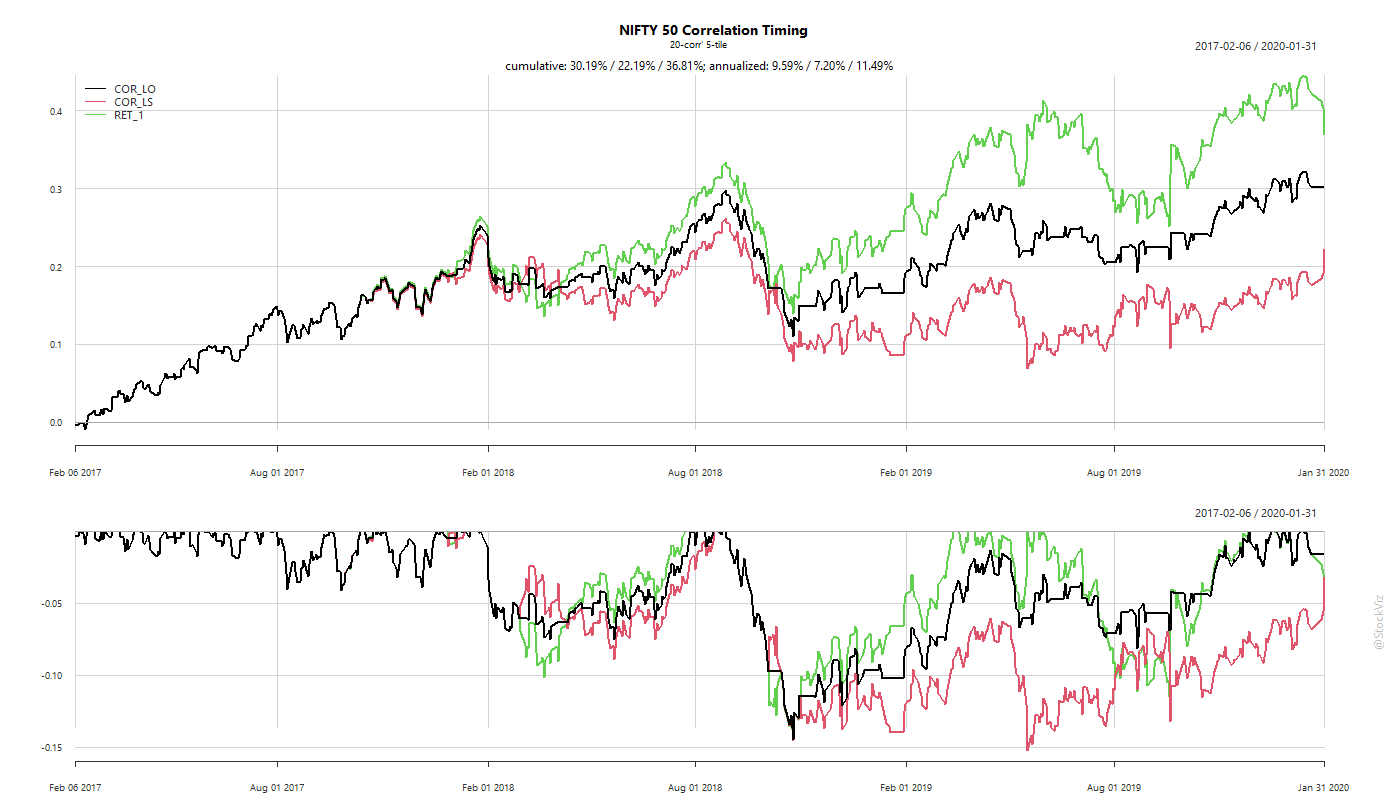 NIFTY 50 Correlation Timing
20-corr' 5-tile
2017-02-06 / 2020-01-31
cumulative: 30.19% / 22.19% / 36.81%; annualized: 9.59% / 7.20% / 11.49%
COR_LO
COR_LS
RET_1
0.4
0.3
0.2
0.1
0.0
Feb 06 2017 Aug 01 2017 Feb 01 2018 Aug 01 2018 Feb 01 2019 Aug 01 2019 Jan 31 2020
2017-02-06 / 2020-01-31
-0.05
-0.10
-0.15
Feb 06 2017 Aug 01 2017 Feb 01 2018 Aug 01 2018 Feb 01 2019 Aug 01 2019 Jan 31 2020
@StockViz